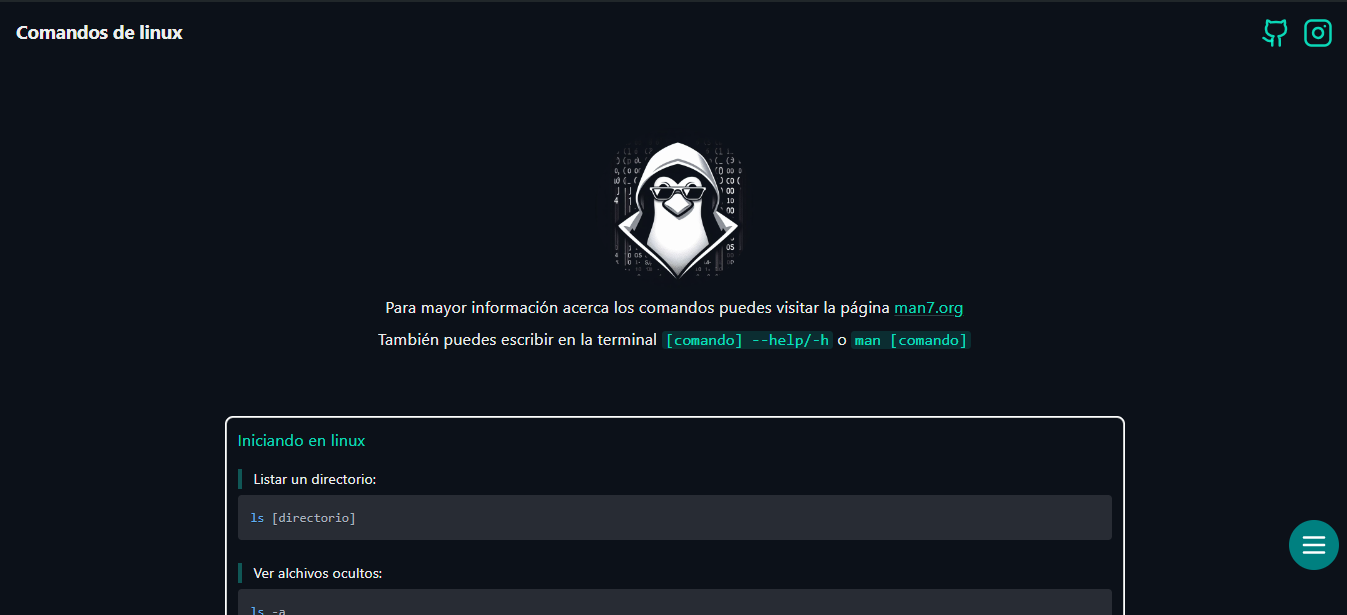 Comandos de linux
Para mayor información acerca los comandos puedes visitar la página man7.org
También puedes escribir en la terminal [comando] --help/-h o man [comando]
Iniciando en linux
Listar un directorio:
ls [directorio]
Ver alchivos ocultos:
ls -a